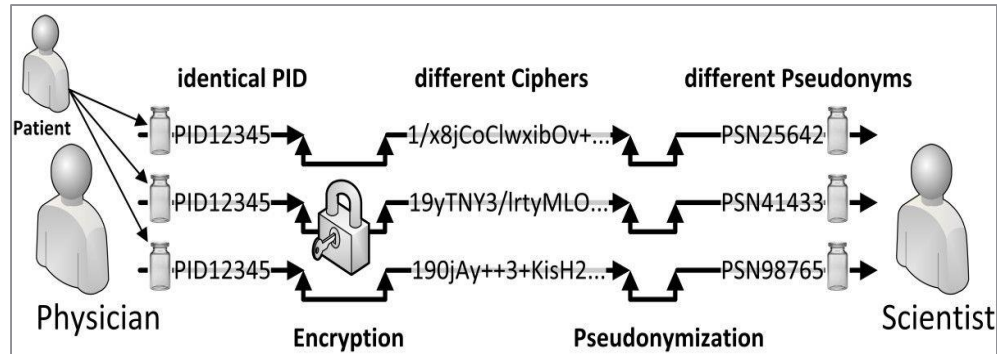 identical PID different Ciphers different Pseudonyms
Patient
PID12345 1/x8jCoClwxibOv+... PSN25642
PID12345 19yTNY3/lrtyMLO... PSN41433
PID12345 190jAy++3+KisH2... PSN98765
Physician Scientist
Encryption Pseudonymization